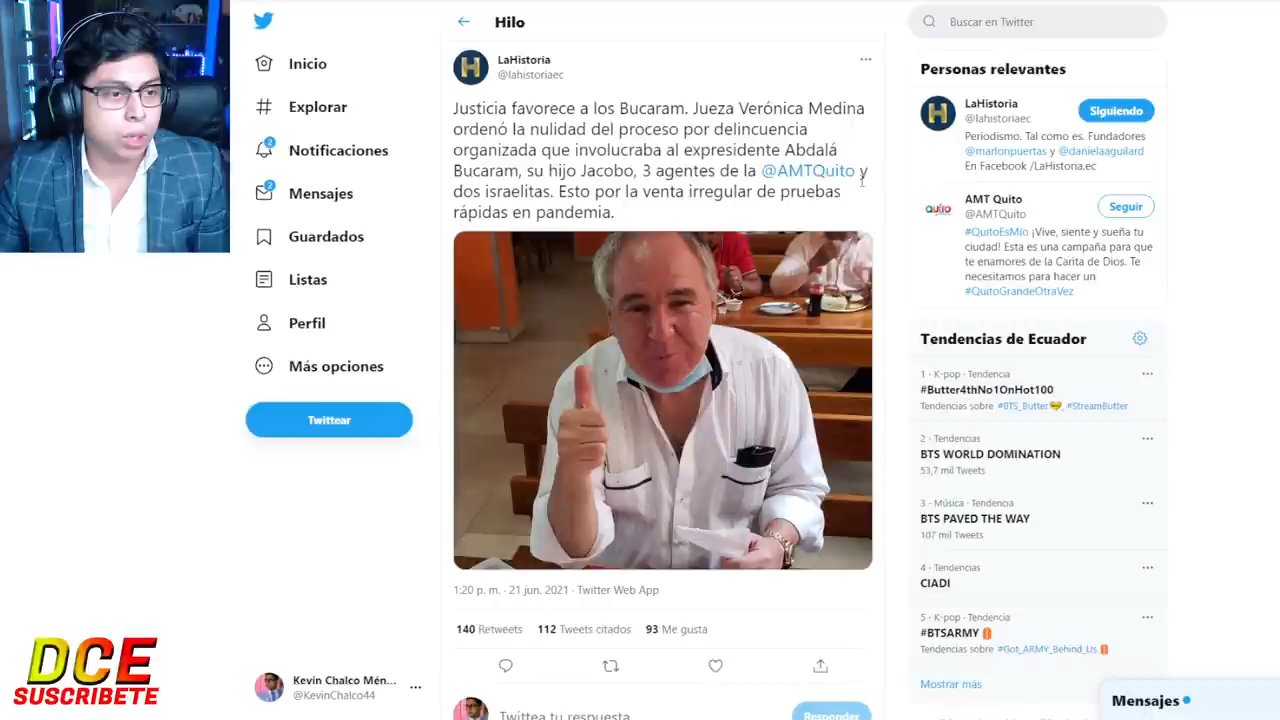 Hilo
LaHistoria
@lahistoriaec
Justicia favorece a los Bucaram. Jueza Verónica Medina
ordenó la nulidad del proceso por delincuencia
organizada que involucraba al expresidente Abdalá
Bucaram, su hijo Jacobo, 3 agentes de la @AMTQuito y
dos israelitas. Esto por la venta irregular de pruebas
rápidas en pandemia.
1:20 p. m. · 21 jun. 2021 · Twitter Web App
140 Retweets 112 Tweets citados 93 Me gusta
Twittea tu respuesta
Responder
Inicio
Explorar
2
Notificaciones
2
Mensajes
Guardados
Listas
Perfil
Más opciones
Twittear
Kevin Chalco Mén...
@KevinChalco44
DCE
SUSCRIBETE
Buscar en Twitter
Personas relevantes
LaHistoria
@lahistoriaec
Siguiendo
Periodismo. Tal como es. Fundadores
@marlonpuertas y @danielaaguilard
En Facebook /LaHistoria.ec
Quito
AMT Quito
@AMTQuito
Seguir
#QuitoEsMío ¡Vive, siente y sueña tu
ciudad! Esta es una campaña para que
te enamores de la Carita de Dios. Te
necesitamos para hacer un
#QuitoGrandeOtraVez
Tendencias de Ecuador
1 · K-pop · Tendencia
#Butter4thNo1OnHot100
Tendencias sobre #BTS_Butter💛, #StreamButter
2 · Tendencias
BTS WORLD DOMINATION
53,7 mil Tweets
3 · Música · Tendencia
BTS PAVED THE WAY
107 mil Tweets
4 · Tendencias
CIADI
5 · K-pop · Tendencia
#BTSARMY
Tendencias sobre #Got_ARMY_Behind_Us
Mostrar más
Mensajes